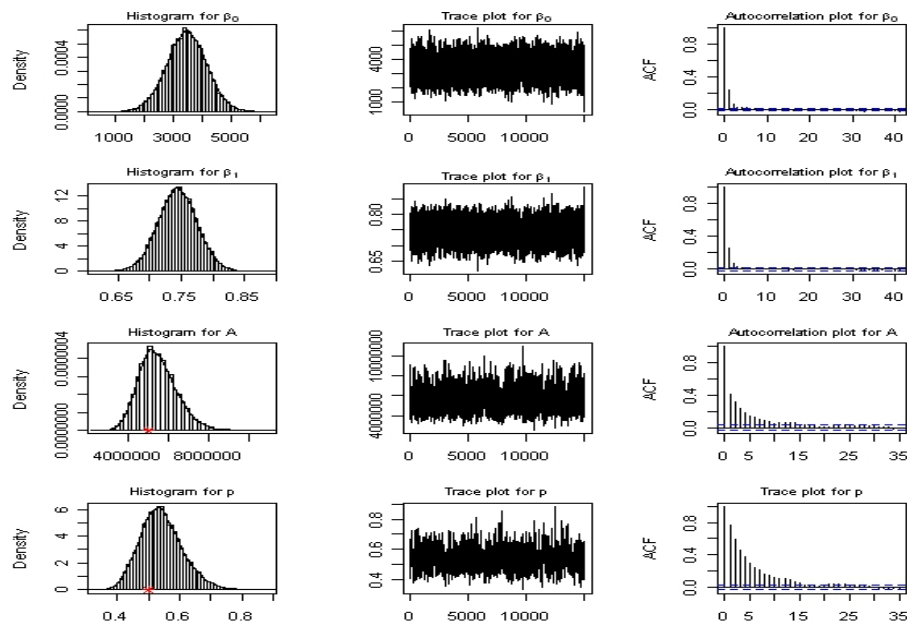 Histogram for β₀
Trace plot for β₀
Autocorrelation plot for β₀
Density
0.0000 0.0004
1000 3000 5000
1000 4000
0 5000 10000
ACF
0.0 0.4 0.8
0 10 20 30 40
Histogram for β₁
Trace plot for β₁
Autocorrelation plot for β₁
Density
0 4 8 12
0.65 0.75 0.85
0.65 0.80
0 5000 10000
ACF
0.0 0.4 0.8
0 10 20 30 40
Histogram for A
Trace plot for A
Autocorrelation plot for A
Density
0.0000000 0.0000004
4000000 8000000
4000000 10000000
0 5000 10000
ACF
0.0 0.4 0.8
0 5 15 25 35
Histogram for p
Trace plot for p
Trace plot for p
Density
0 2 4 6
0.4 0.6 0.8
0.4 0.6 0.8
0 5000 10000
ACF
0.0 0.4 0.8
0 5 15 25 35